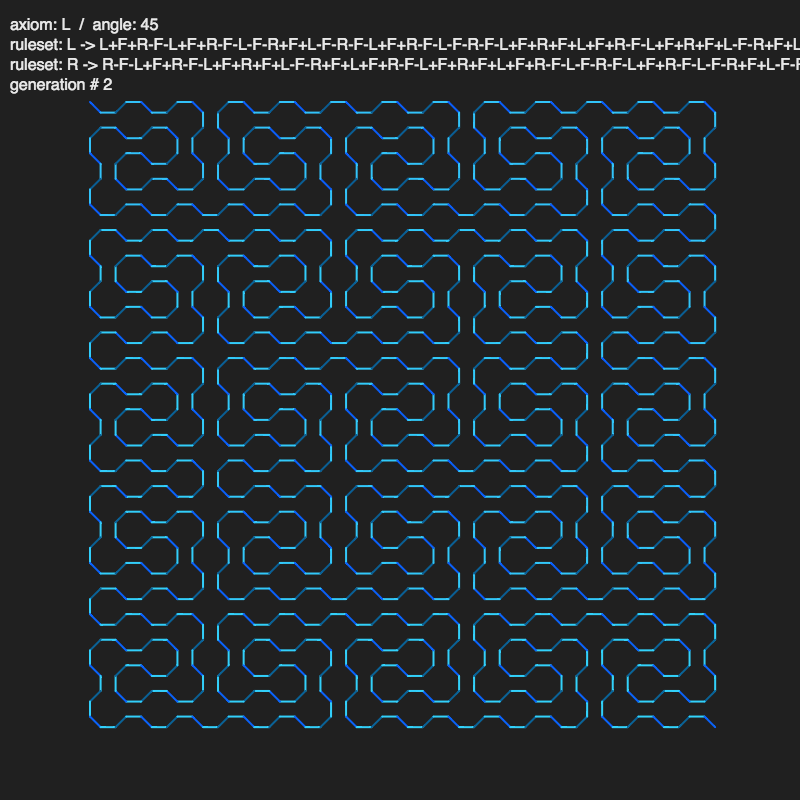 axiom: L / angle: 45
ruleset: L -> L+F+R-F-L+F+R-F-L-F-R+F+L-F-R-F-L+F+R-F-L-F-R-F-L+F+R+F+L+F+R-F-L+F+R+F+L-F-R+F+L
ruleset: R -> R-F-L+F+R-F-L+F+R+F+L-F-R+F+L+F+R-F-L+F+R+F+L+F+R-F-L-F-R-F-L+F+R-F-L-F-R+F+L-F-F
generation # 2